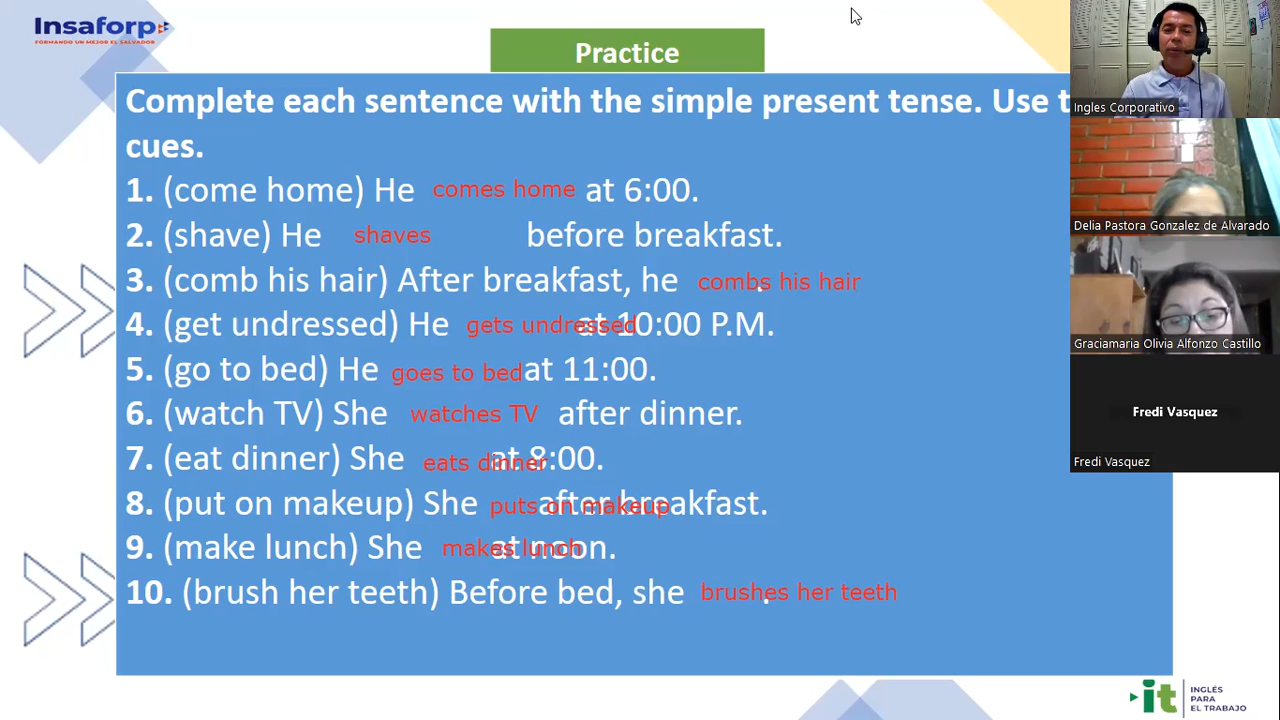 Insaforp
FORMANDO UN MEJOR EL SALVADOR
Practice
Complete each sentence with the simple present tense. Use t
cues.
1. (come home) He comes home at 6:00.
2. (shave) He shaves before breakfast.
3. (comb his hair) After breakfast, he combs his hair.
4. (get undressed) He gets undressed at 10:00 P.M.
5. (go to bed) He goes to bed at 11:00.
6. (watch TV) She watches TV after dinner.
7. (eat dinner) She eats dinner at 8:00.
8. (put on makeup) She puts on makeup after breakfast.
9. (make lunch) She makes lunch at noon.
10. (brush her teeth) Before bed, she brushes her teeth.
Ingles Corporativo
Delia Pastora Gonzalez de Alvarado
Graciamaria Olivia Alfonzo Castillo
Fredi Vasquez
Fredi Vasquez
it
INGLÉS
PARA
EL TRABAJO